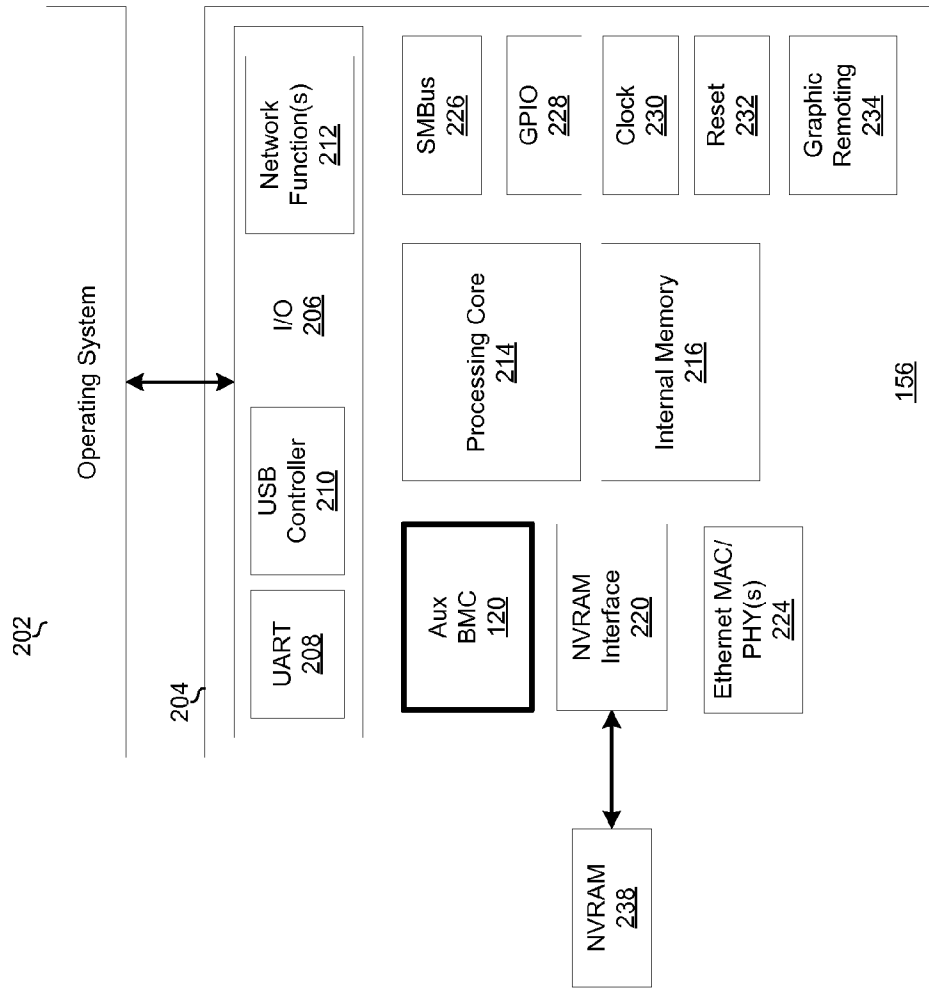 202
Operating System
204
UART
208
USB
Controller
210
I/O
206
Network
Function(s)
212
Aux
BMC
120
Processing Core
214
SMBus
226
GPIO
228
NVRAM
238
NVRAM
Interface
220
Internal Memory
216
Clock
230
Reset
232
Ethernet MAC/
PHY(s)
224
Graphic
Remoting
234
156